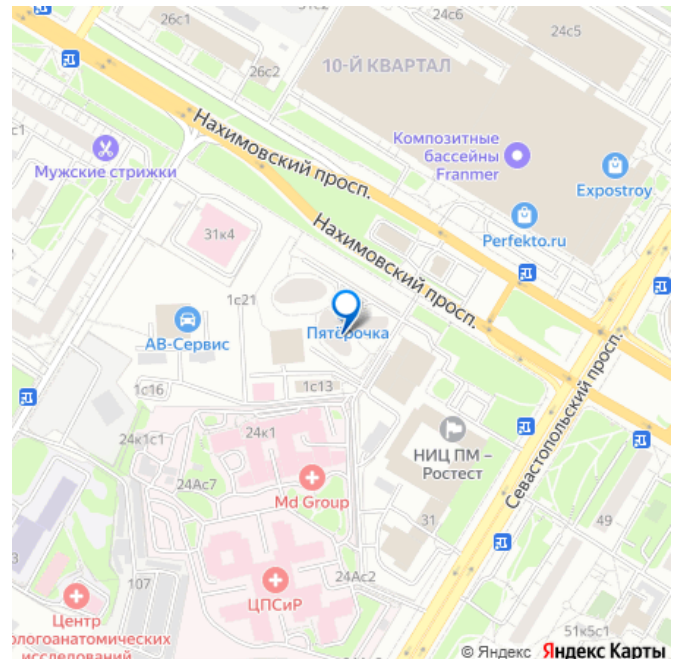 24с6
24с5
26с1
26с2
10-Й КВАРТАЛ
Нахимовский просп.
Композитные
бассейны
Franmer
Expostroy
Мужские стрижки
Perfekto.ru
31к4
Нахимовский просп.
1с21
АВ-Сервис
Пятёрочка
Севастопольский просп.
1с16
1с13
24к1с1
24к1
НИЦ ПМ –
Ростест
24Ас7
Md Group
31
49
107
24Ас2
ЦПСиР
Центр
ологоанатомических
исследований
51к5с1
© Яндекс Яндекс Карты